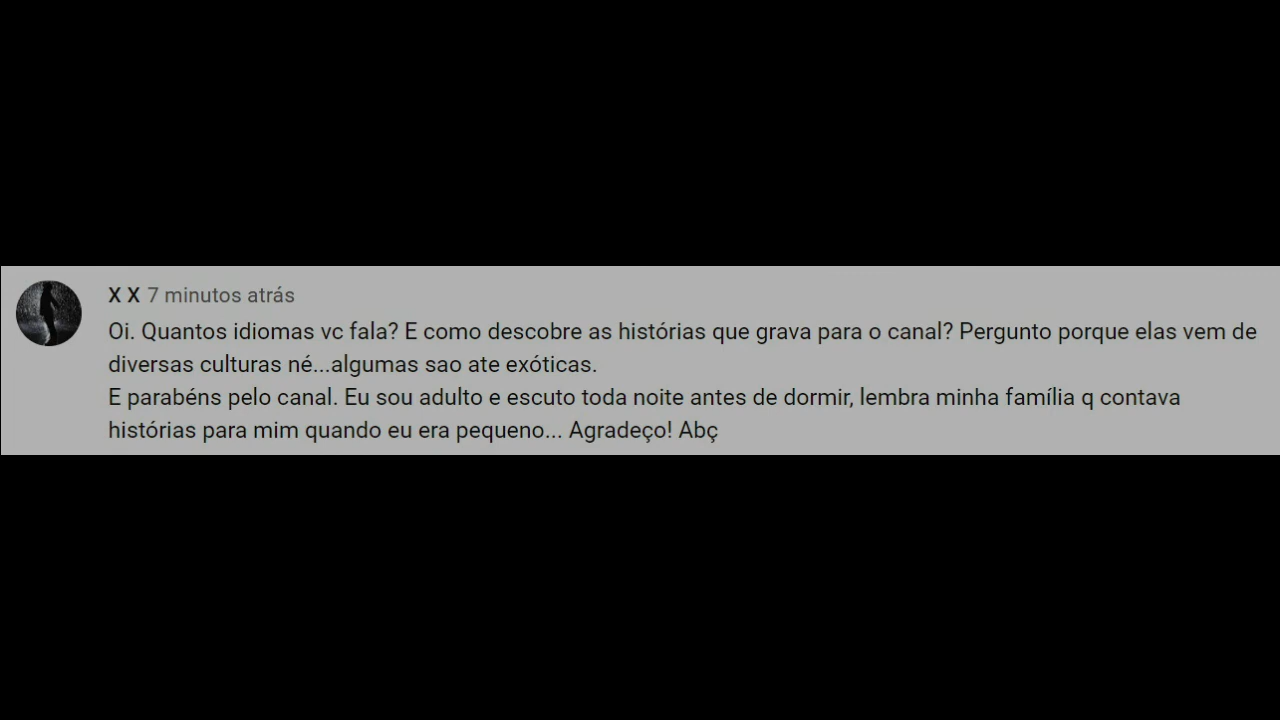 X X 7 minutos atrás
Oi. Quantos idiomas vc fala? E como descobre as histórias que grava para o canal? Pergunto porque elas vem de
diversas culturas né...algumas sao ate exóticas.
E parabéns pelo canal. Eu sou adulto e escuto toda noite antes de dormir, lembra minha família q contava
histórias para mim quando eu era pequeno... Agradeço! Abç